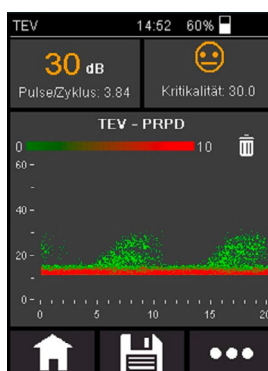 TEV 14:52 60%
30 dB
Pulse/Zyklus: 3.84
Kritikalität: 30.0
TEV - PRPD
0 10
60
40
20
0
0 5 10 15 20